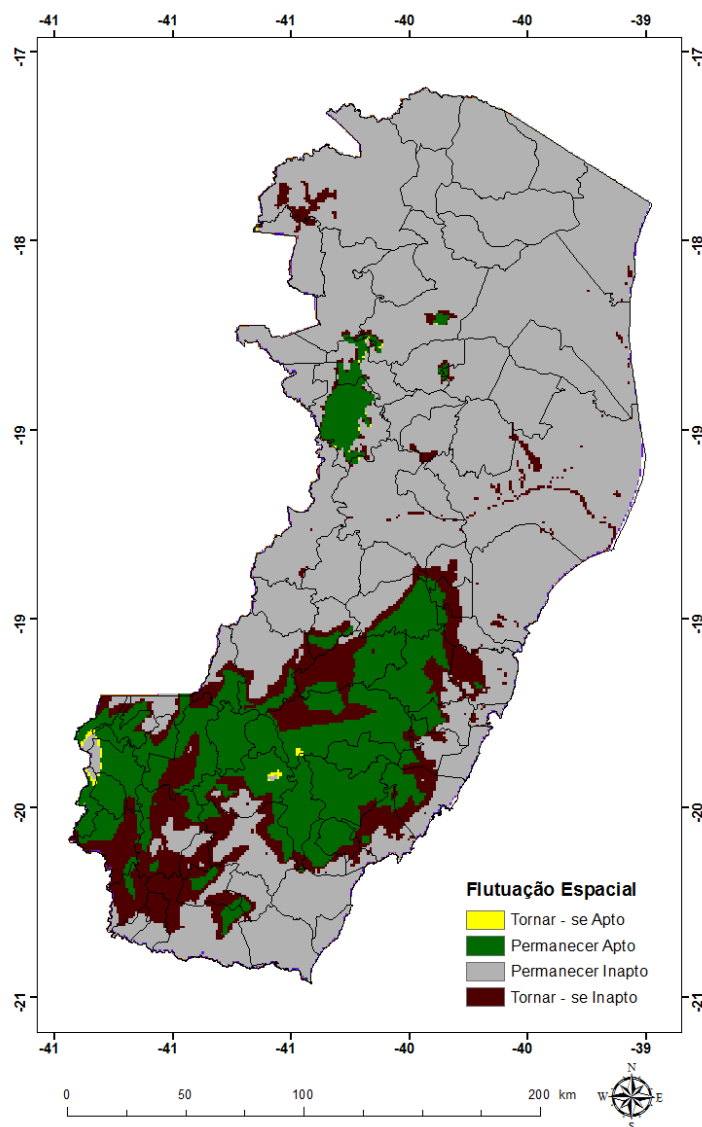 -41 -41 -41 -40 -40 -39
-17
-17
-18
-18
-19
-19
-19
-19
-20
-20
-21
-21
Flutuação Espacial
Tornar - se Apto
Permanecer Apto
Permanecer Inapto
Tornar - se Inapto
-41 -41 -41 -40 -40 -39
0 50 100 200 km
N
W E
S